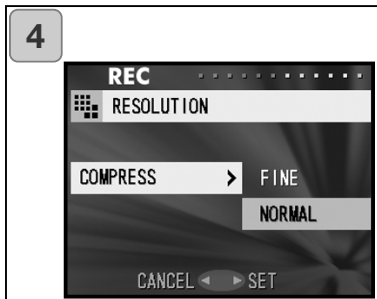 4
REC
RESOLUTION
COMPRESS > FINE
NORMAL
CANCEL ◄ ► SET